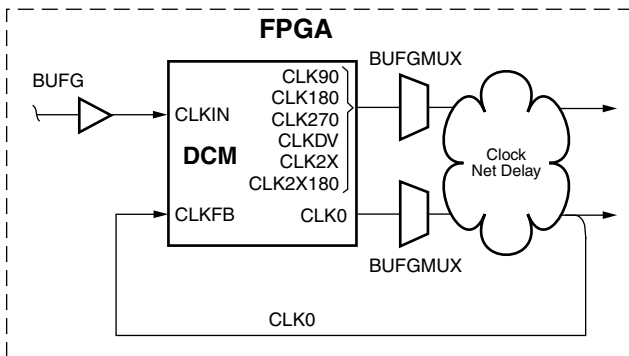 FPGA
BUFG
BUFGMUX
CLK90
CLK180
CLKIN
CLK270
CLKDV
DCM
CLK2X
CLK2X180
Clock
Net Delay
CLKFB
CLK0
BUFGMUX
CLK0